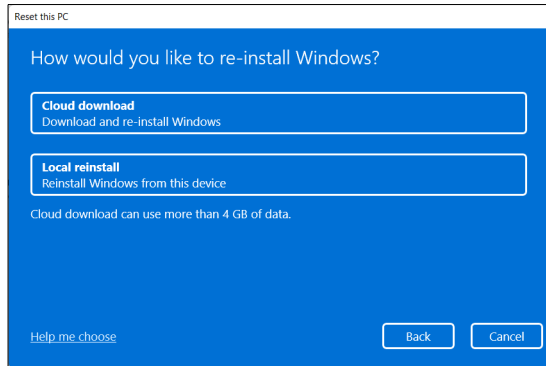 Reset this PC
How would you like to re-install Windows?
Cloud download
Download and re-install Windows
Local reinstall
Reinstall Windows from this device
Cloud download can use more than 4 GB of data.
Help me choose
Back
Cancel